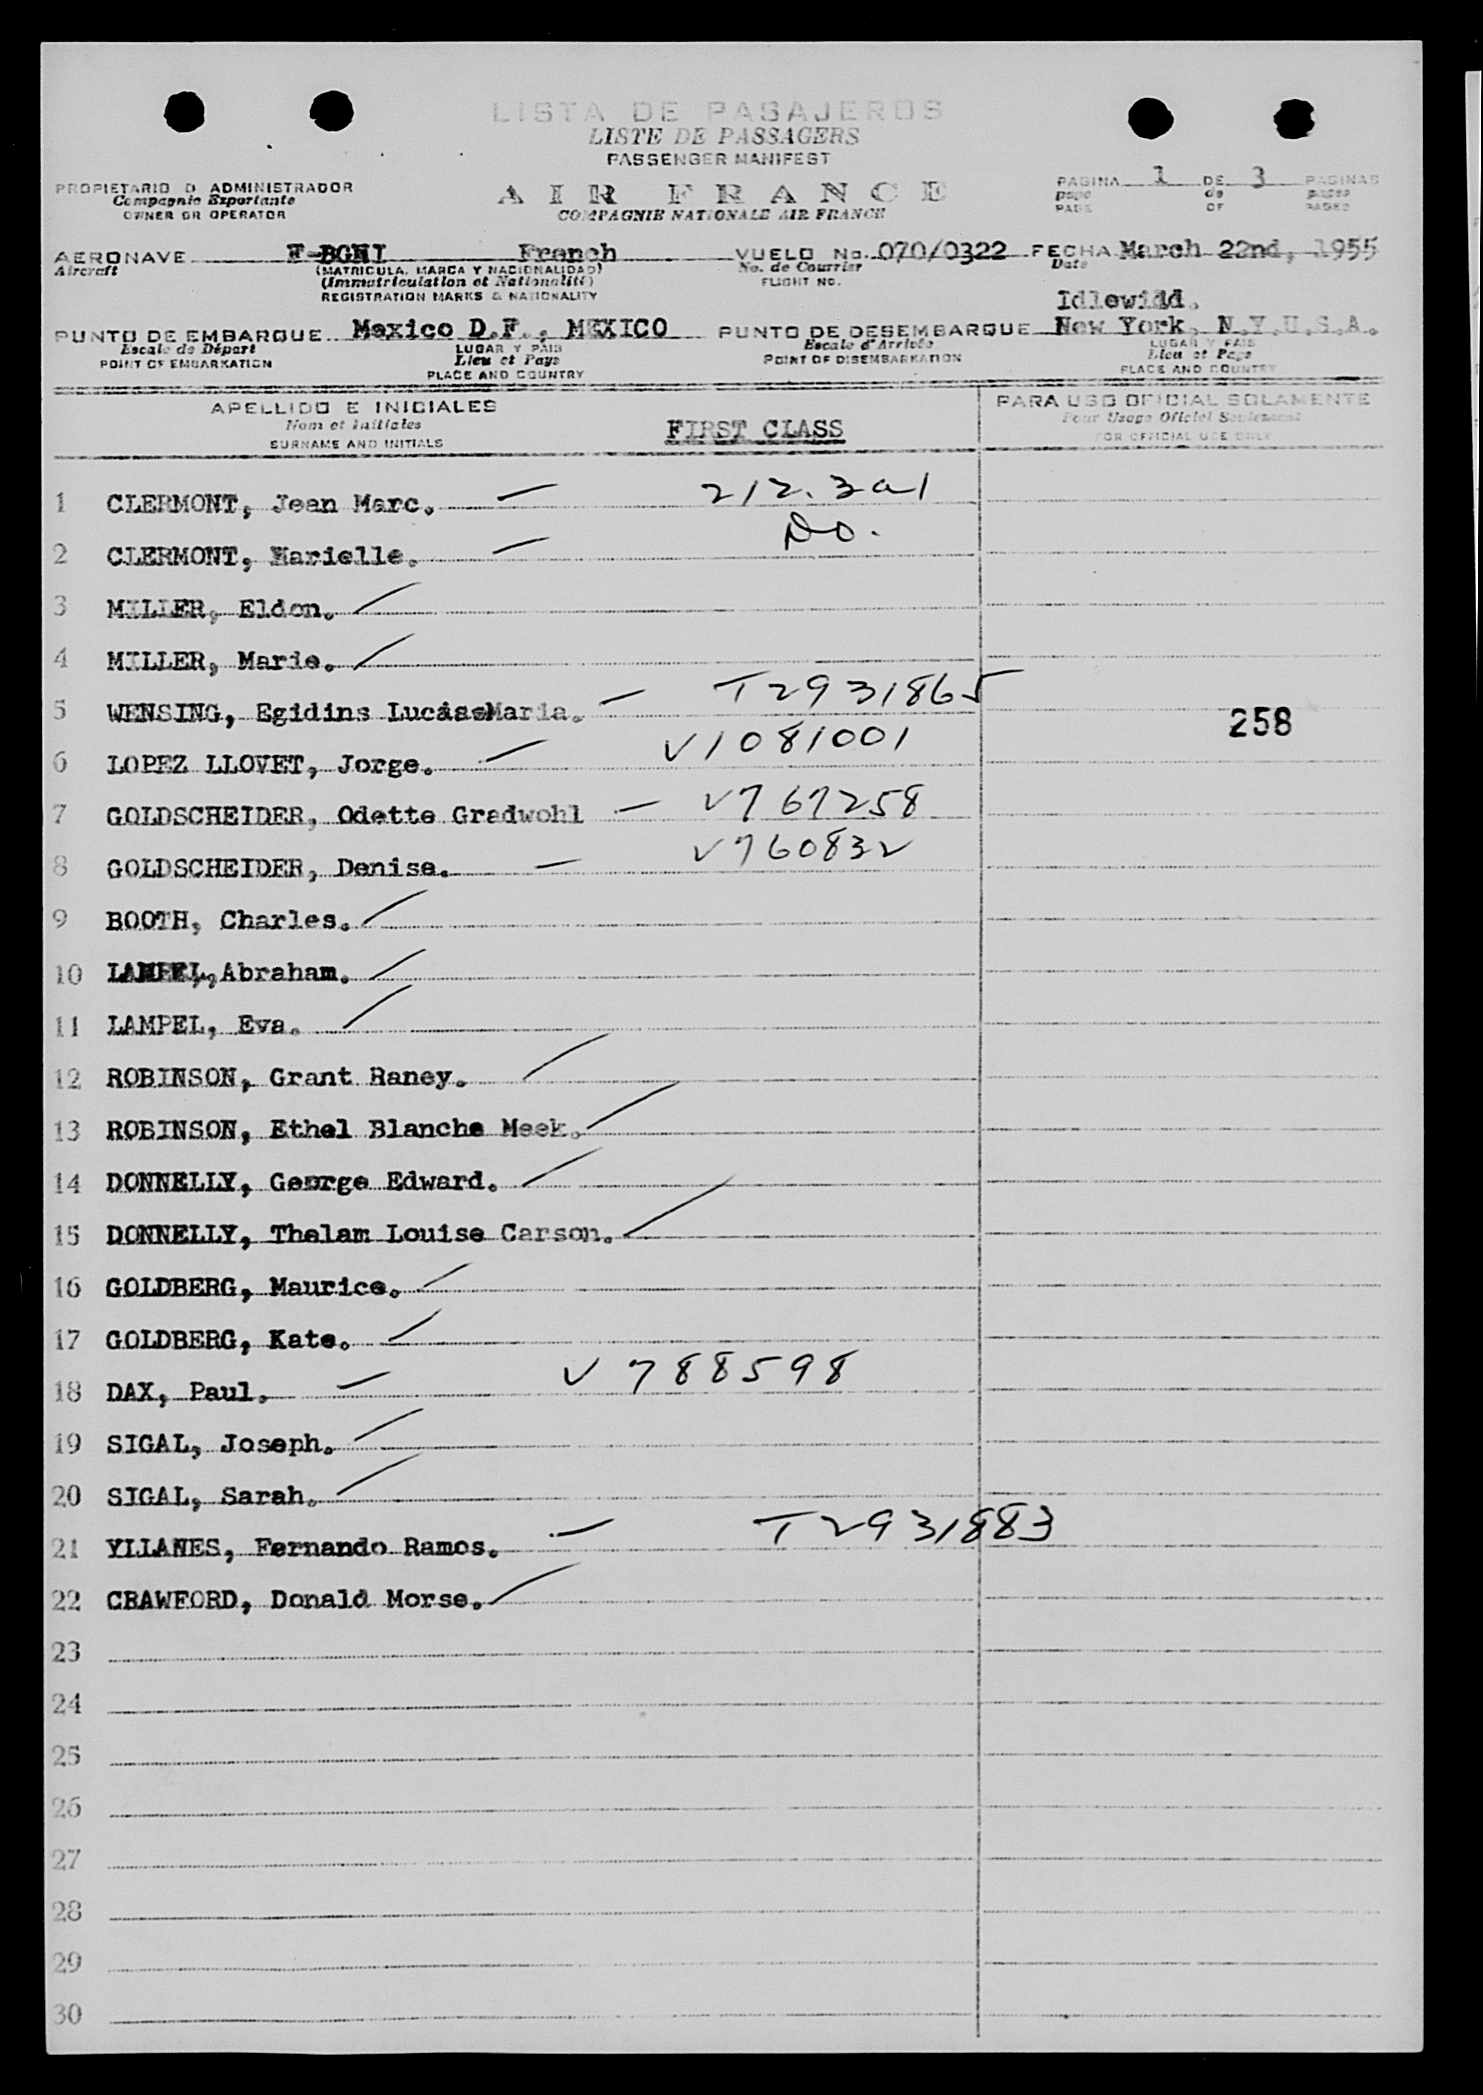 LISTA DE PASAJEROS
LISTE DE PASSAGERS
PASSENGER MANIFEST
PROPIETARIO O ADMINISTRADOR
Compagnie Exportante
OWNER OR OPERATOR
AIR FRANCE
COMPAGNIE NATIONALE AIR FRANCE
PAGINA 1 DE 3 PAGINAS
page de pages
PAGE OF PAGES
AERONAVE F-BGNI French VUELO No. 070/0322 FECHA March 22nd, 1955
Aircraft (MATRICULA, MARCA Y NACIONALIDAD) No. de Courrier Date
(Immatriculation et Nationalité) FLIGHT NO.
REGISTRATION MARKS & NATIONALITY
Idlewild.
PUNTO DE EMBARQUE Mexico D.F., MEXICO PUNTO DE DESEMBARQUE New York, N.Y.U.S.A.
Escale de Départ LUGAR Y PAIS Escale d'Arrivée LUGAR Y PAIS
POINT OF EMBARKATION Lieu et Pays POINT OF DISEMBARKATION Lieu et Pays
PLACE AND COUNTRY PLACE AND COUNTRY
APELLIDO E INICIALES PARA USO OFICIAL SOLAMENTE
Nom et Initiales FIRST CLASS Pour Usage Officiel Seulement
SURNAME AND INITIALS FOR OFFICIAL USE ONLY
1 CLERMONT, Jean Marc. 212.3a1
2 CLERMONT, Marielle. Do.
3 MILLER, Eldon.
4 MILLER, Marie.
5 WENSING, Egidins LucasMaria. T2931865
258
6 LOPEZ LLOVET, Jorge. V1081001
7 GOLDSCHEIDER, Odette Gradwohl V767258
8 GOLDSCHEIDER, Denise. V760832
9 BOOTH, Charles.
10 LAMPEL, Abraham.
11 LAMPEL, Eva.
12 ROBINSON, Grant Raney.
13 ROBINSON, Ethel Blanche Meek.
14 DONNELLY, George Edward.
15 DONNELLY, Thelam Louise Carson.
16 GOLDBERG, Maurice.
17 GOLDBERG, Kate.
18 DAX, Paul. V788598
19 SIGAL, Joseph.
20 SIGAL, Sarah.
21 YLLANES, Fernando Ramos. T2931883
22 CRAWFORD, Donald Morse.
23
24
25
26
27
28
29
30